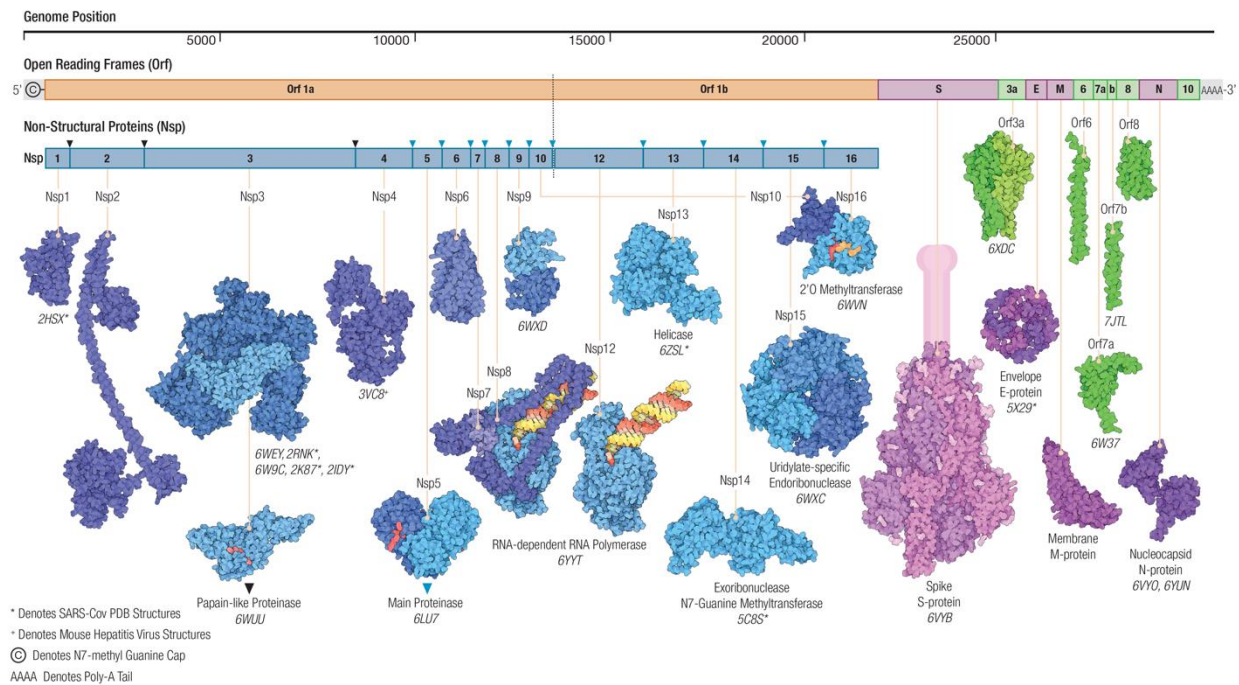 Genome Position
5000 10000 15000 20000 25000
Open Reading Frames (Orf)
5' C Orf 1a Orf 1b S 3a E M 6 7a b 8 N 10 AAAA-3'
Non-Structural Proteins (Nsp)
Nsp 1 2 3 4 5 6 7 8 9 10 12 13 14 15 16
Nsp1
2HSX*
Nsp2
Nsp3
6WEY, 2RNK*,
6W9C, 2K87*, 2IDY*
Papain-like Proteinase
6WUU
Nsp4
3VC8+
Nsp5
Main Proteinase
6LU7
Nsp6
Nsp7
Nsp8
Nsp12
RNA-dependent RNA Polymerase
6YYT
Nsp9
6WXD
Nsp13
Helicase
6ZSL*
Nsp14
Exoribonuclease
N7-Guanine Methyltransferase
5C8S*
Nsp10
Nsp16
2'O Methyltransferase
6WVN
Nsp15
Uridylate-specific
Endoribonuclease
6WXC
Spike
S-protein
6VYB
Orf3a
6XDC
Envelope
E-protein
5X29*
Membrane
M-protein
Orf6
Orf7b
7JTL
Orf7a
6W37
Orf8
Nucleocapsid
N-protein
6VYO, 6YUN
* Denotes SARS-Cov PDB Structures
+ Denotes Mouse Hepatitis Virus Structures
C Denotes N7-methyl Guanine Cap
AAAA Denotes Poly-A Tail